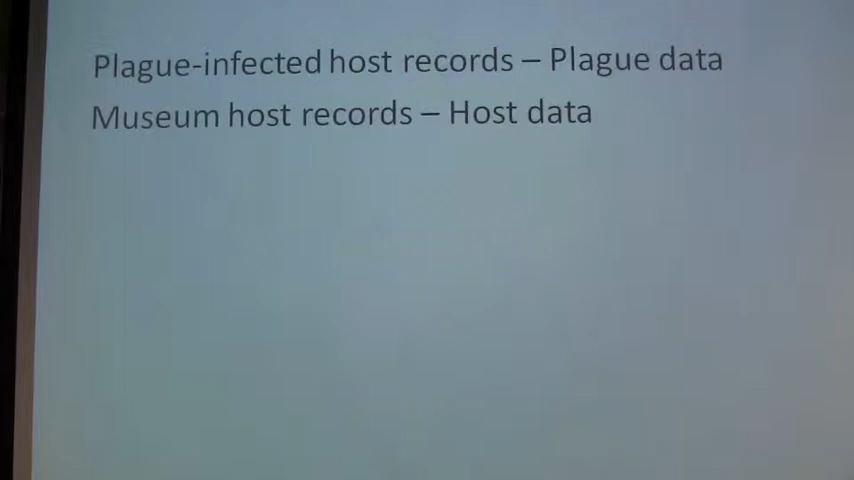 Plague-infected host records – Plague data
Museum host records – Host data